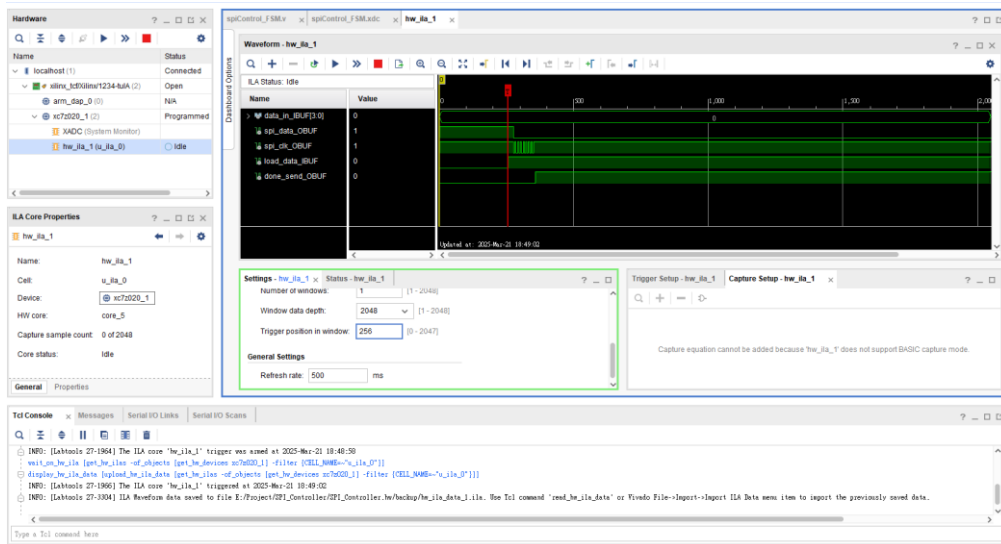 Hardware
Name Status
localhost (1) Connected
xilinx_tcf/Xilinx/1234-tulA (2) Open
arm_dap_0 (0) N/A
xc7z020_1 (2) Programmed
XADC (System Monitor)
hw_ila_1 (u_ila_0) Idle
ILA Core Properties
hw_ila_1
Name: hw_ila_1
Cell: u_ila_0
Device: xc7z020_1
HW core: core_5
Capture sample count: 0 of 2048
Core status: Idle
General Properties
spiControl_FSM.v spiControl_FSM.xdc hw_ila_1
Dashboard Options
Waveform - hw_ila_1
ILA Status: Idle
Name Value
0 500 1,000 1,500 2,000
data_in_IBUF[3:0] 0 0
spi_data_OBUF 1
spi_clk_OBUF 1
load_data_IBUF 0
done_send_OBUF 0
Updated at: 2025-Mar-21 18:49:02
Settings - hw_ila_1 Status - hw_ila_1
Number of windows: 1 [1 - 2048]
Window data depth: 2048 [1 - 2048]
Trigger position in window: 256 [0 - 2047]
General Settings
Refresh rate: 500 ms
Trigger Setup - hw_ila_1 Capture Setup - hw_ila_1
Capture equation cannot be added because 'hw_ila_1' does not support BASIC capture mode.
Tcl Console Messages Serial I/O Links Serial I/O Scans
INFO: [Labtools 27-1964] The ILA core 'hw_ila_1' trigger was armed at 2025-Mar-21 18:48:58
wait_on_hw_ila [get_hw_ilas -of_objects [get_hw_devices xc7z020_1] -filter {CELL_NAME=~"u_ila_0"}]
display_hw_ila_data [upload_hw_ila_data [get_hw_ilas -of_objects [get_hw_devices xc7z020_1] -filter {CELL_NAME=~"u_ila_0"}]]
INFO: [Labtools 27-1966] The ILA core 'hw_ila_1' triggered at 2025-Mar-21 18:49:02
INFO: [Labtools 27-3304] ILA Waveform data saved to file E:/Project/SPI_Controller/SPI_Controller.hw/backup/hw_ila_data_1.ila. Use Tcl command 'read_hw_ila_data' or Vivado File->Import->Import ILA Data menu item to import the previously saved data.
Type a Tcl command here